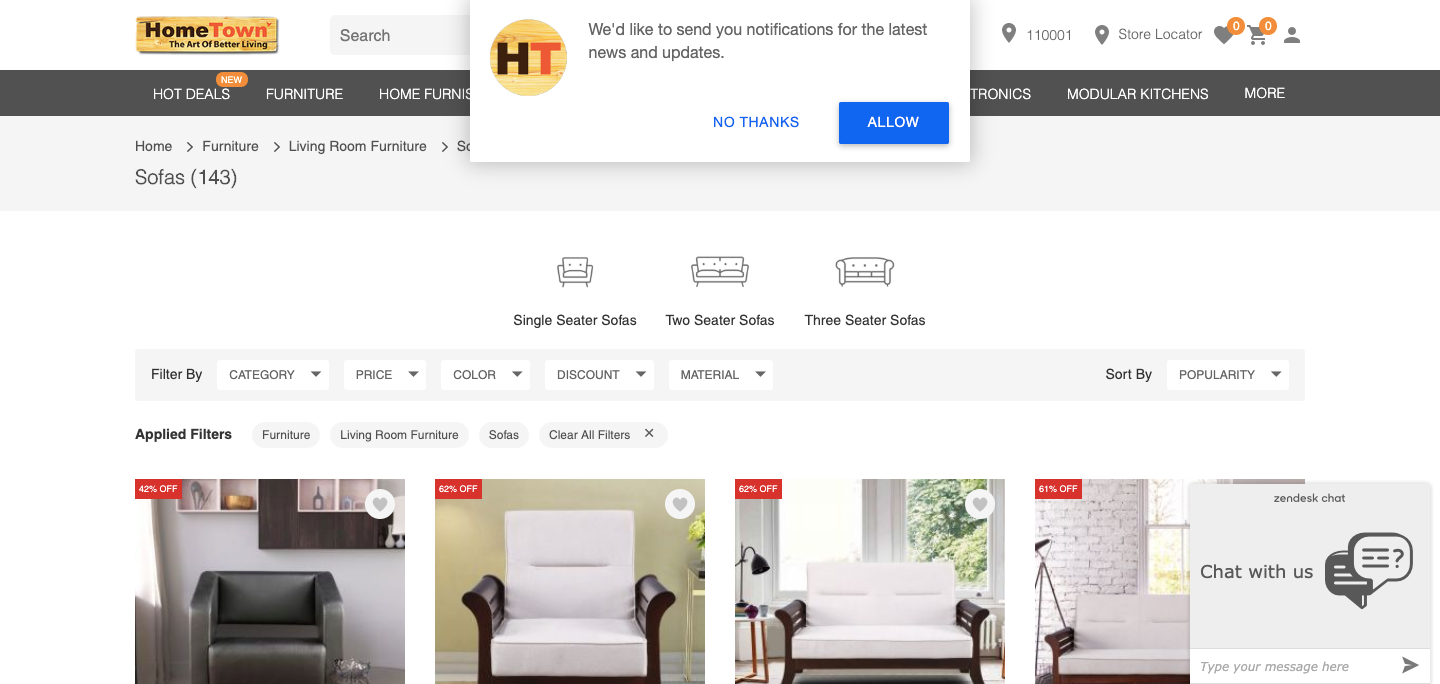 HomeTown
The Art Of Better Living
Search
HT
We'd like to send you notifications for the latest
news and updates.
NO THANKS
ALLOW
110001
Store Locator
0
0
HOT DEALS
NEW
FURNITURE
HOME FURNIS
TRONICS
MODULAR KITCHENS
MORE
Home
Furniture
Living Room Furniture
So
Sofas (143)
Single Seater Sofas
Two Seater Sofas
Three Seater Sofas
Filter By
CATEGORY
PRICE
COLOR
DISCOUNT
MATERIAL
Sort By
POPULARITY
Applied Filters
Furniture
Living Room Furniture
Sofas
Clear All Filters
42% OFF
62% OFF
62% OFF
61% OFF
zendesk chat
Chat with us
Type your message here